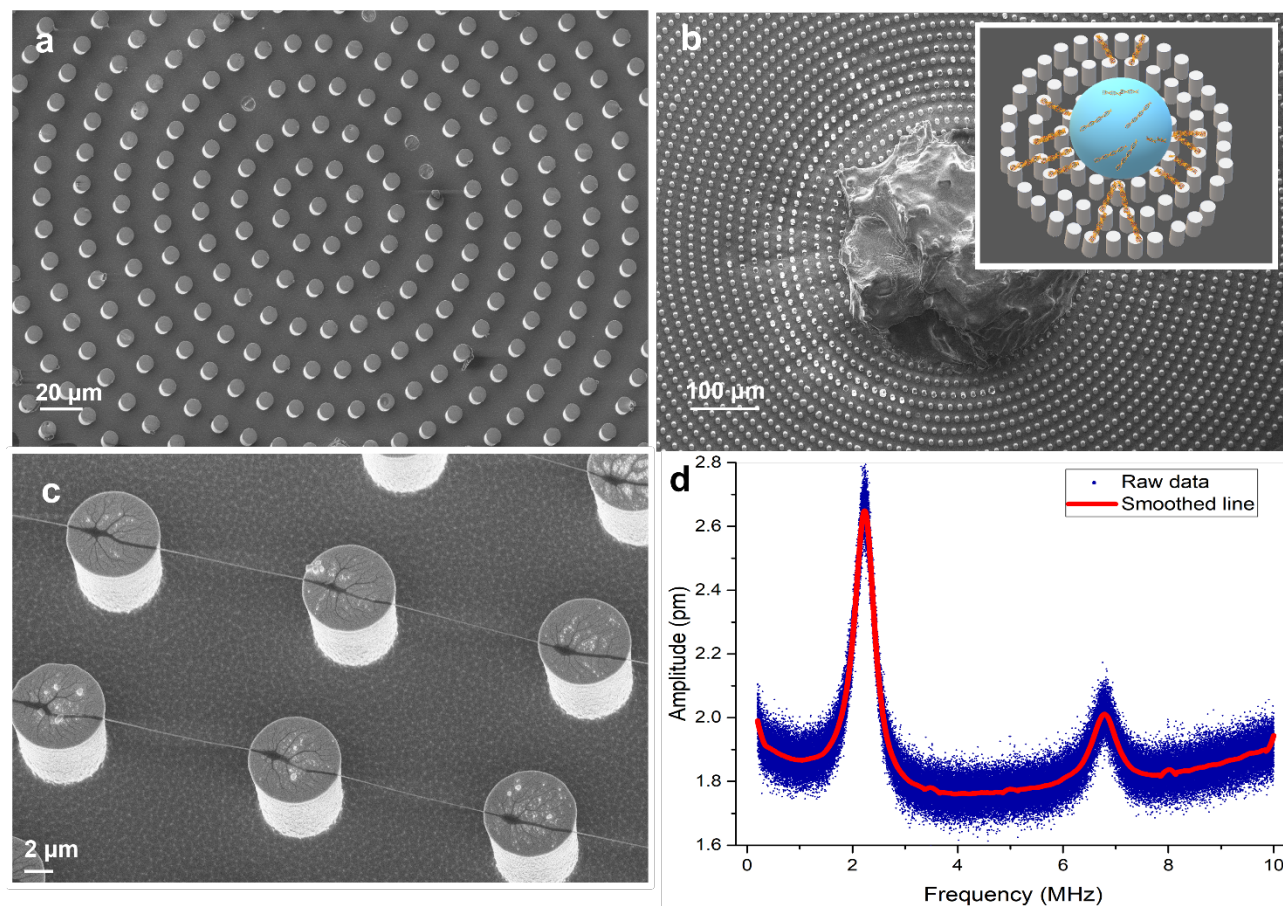 a
20 µm
b
100 µm
c
2 µm
d
Raw data
Smoothed line
Amplitude (pm)
2.8
2.6
2.4
2.2
2.0
1.8
1.6
0
2
4
6
8
10
Frequency (MHz)